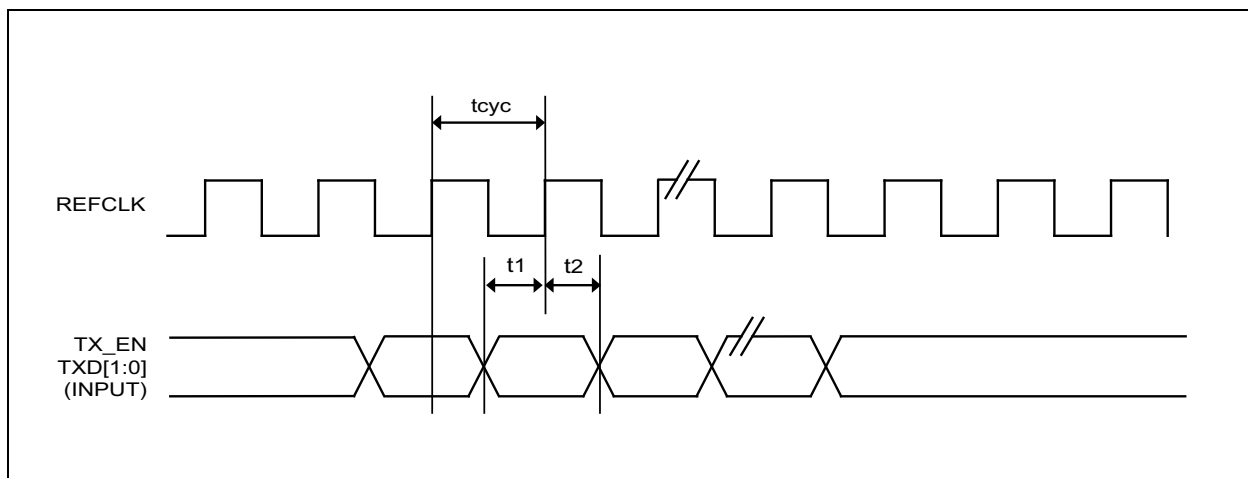 tcyc
REFCLK
t1
t2
TX_EN
TXD[1:0]
(INPUT)